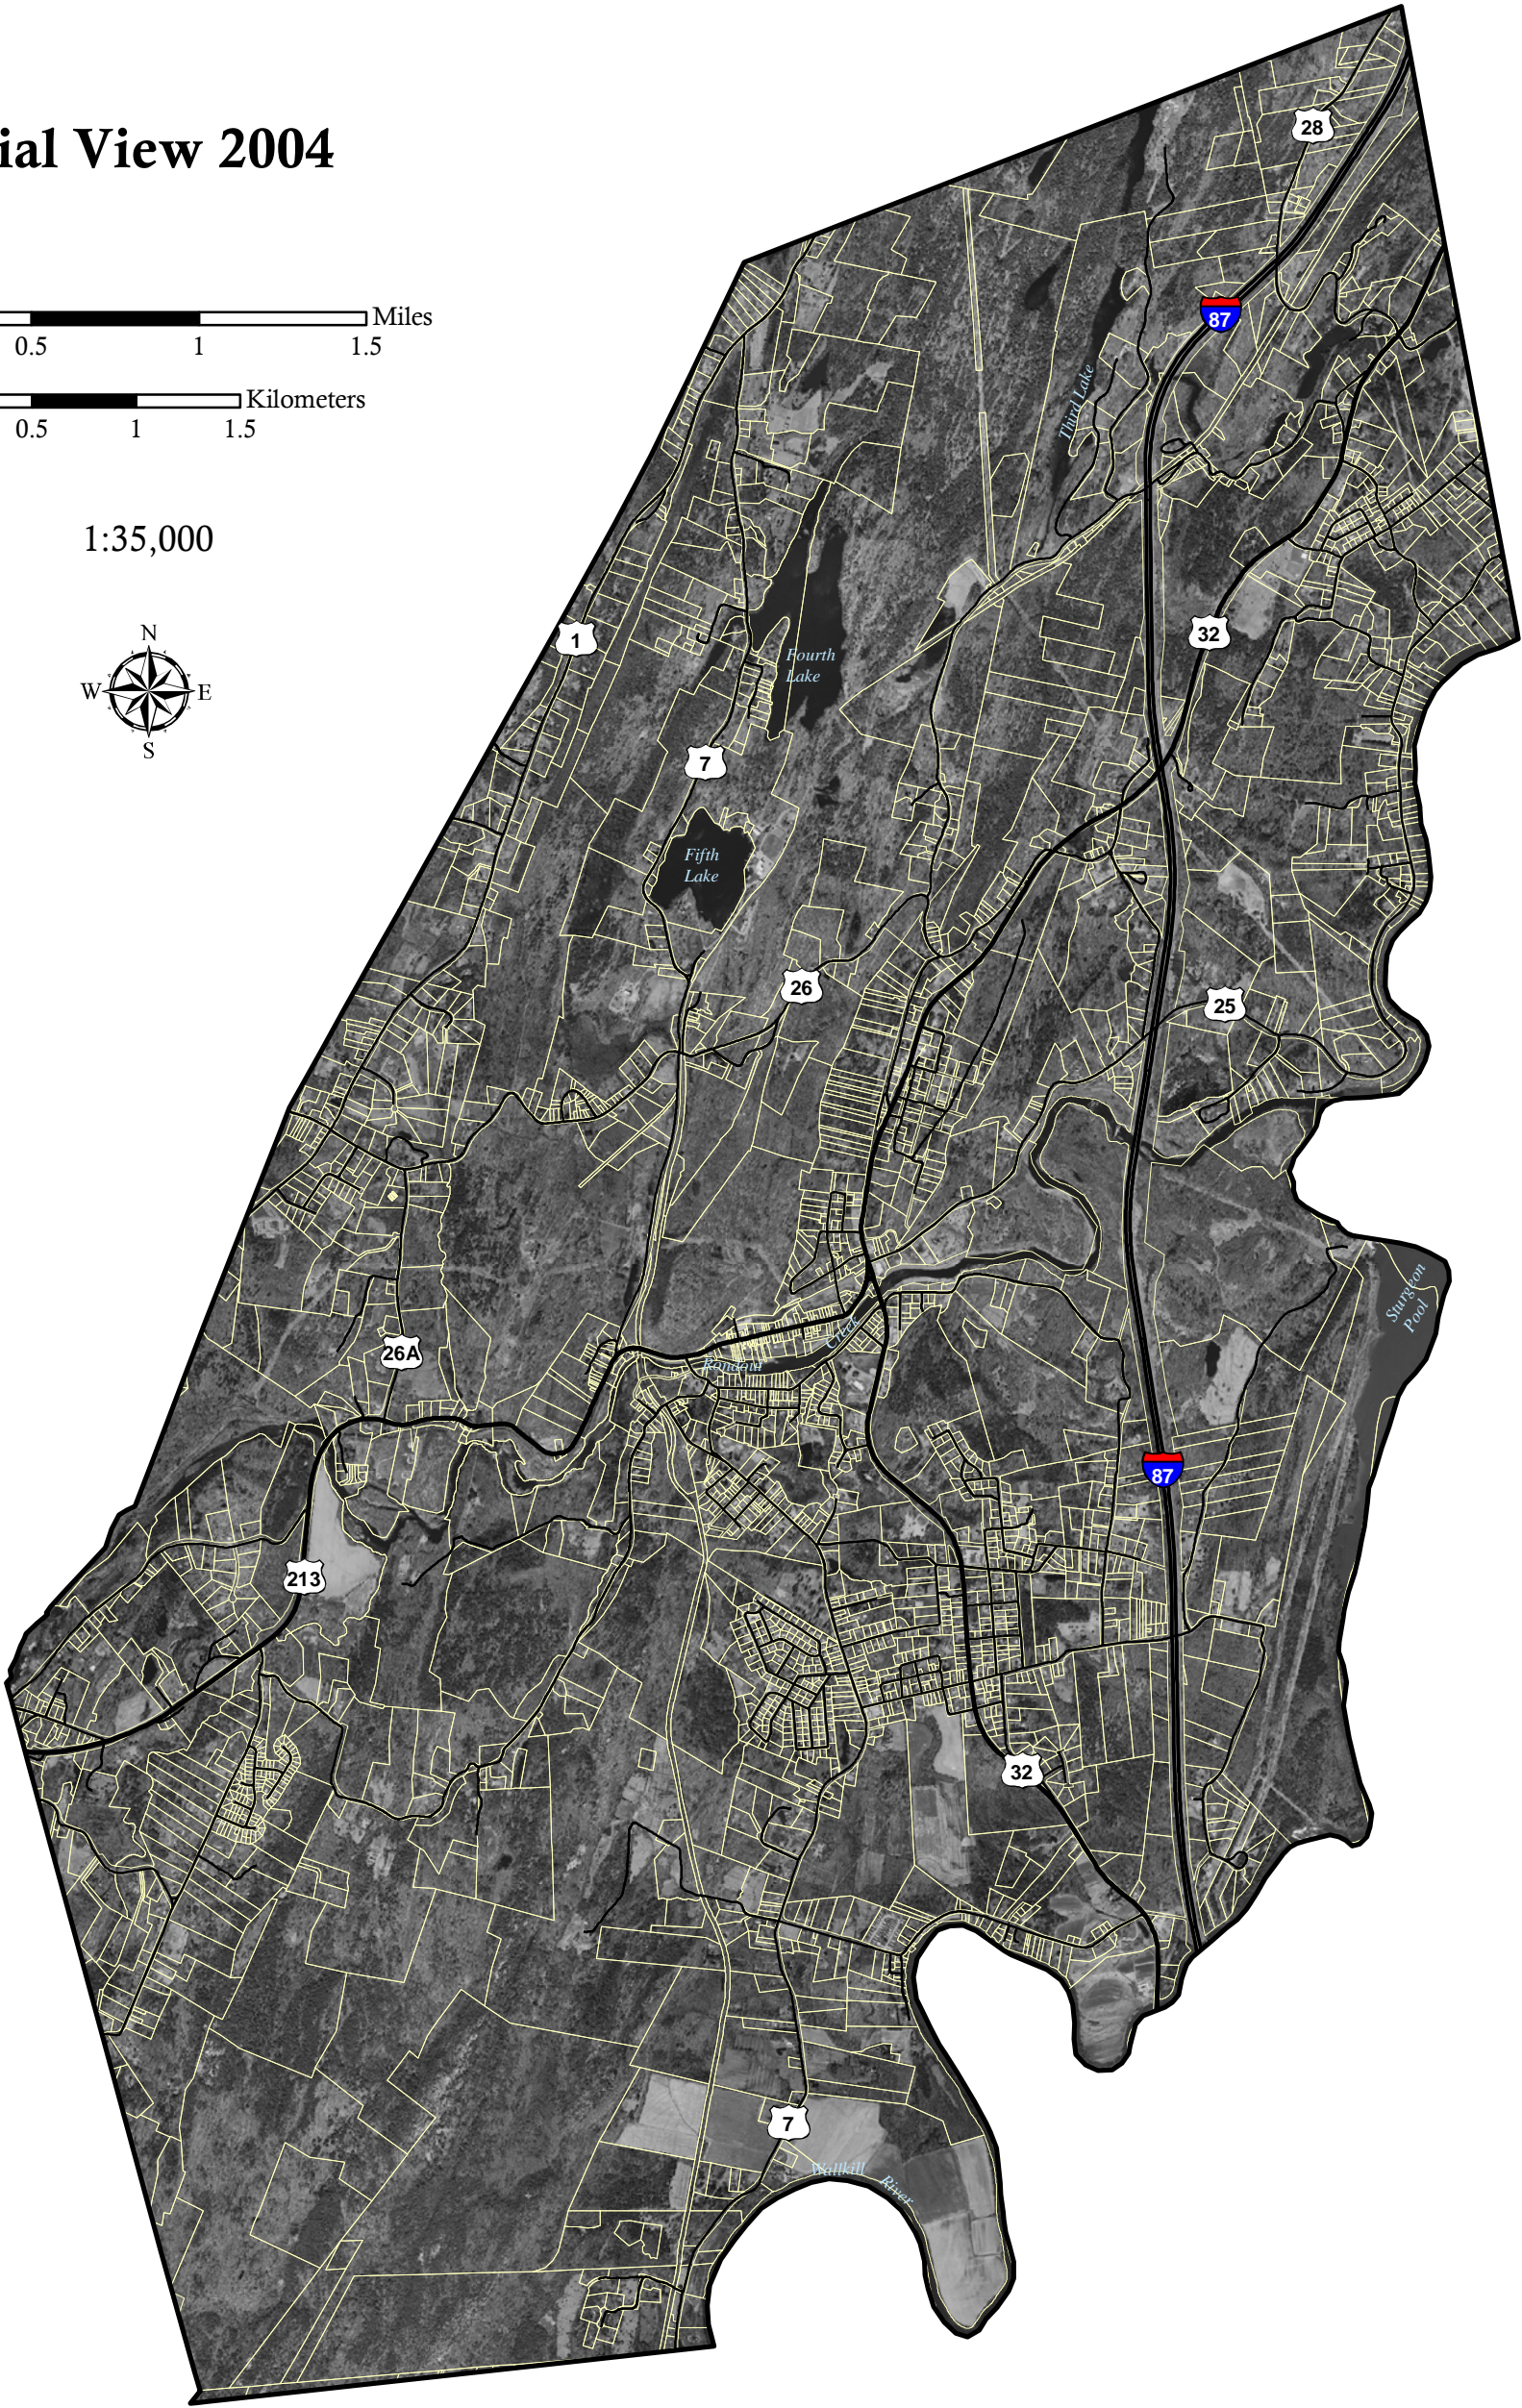 ial View 2004
28
87
Miles
0.5 1 1.5
Kilometers
0.5 1 1.5
Third Lake
1:35,000
N
W E
S
1
32
Fourth
Lake
7
Fifth
Lake
26
25
Sturgeon
Pool
Creek
Rondout
26A
87
213
32
7
Wallkill
River